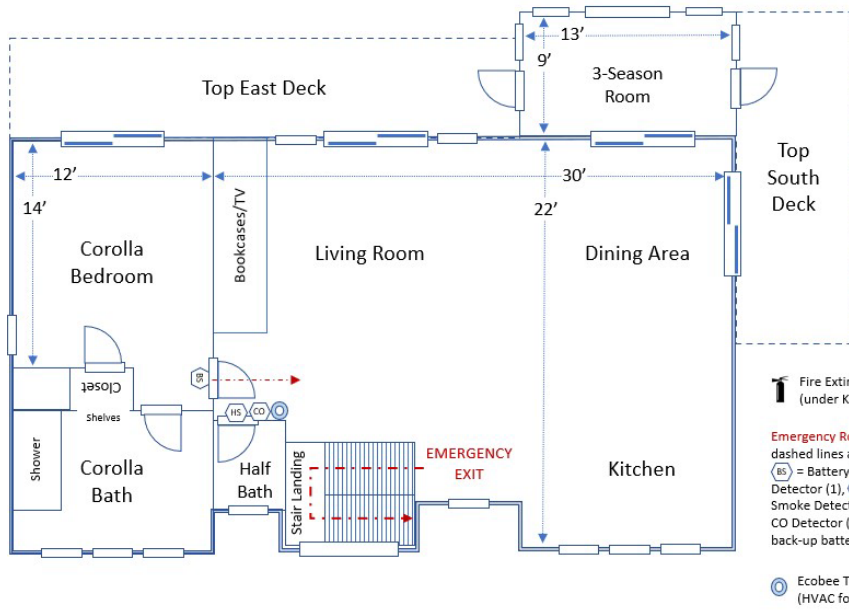 13’
9’
3-Season
Room
Top East Deck
Top
South
Deck
12’
30’
14’
22’
Bookcases/TV
Corolla
Bedroom
Living Room
Dining Area
BS
Closet
Shelves
HS
CO
Shower
Corolla
Bath
Half
Bath
Stair Landing
EMERGENCY
EXIT
Kitchen
Fire Extin
(under K
Emergency Ro
dashed lines a
BS = Battery
Detector (1),
Smoke Detect
CO Detector (
back-up batte
Ecobee T
(HVAC fo